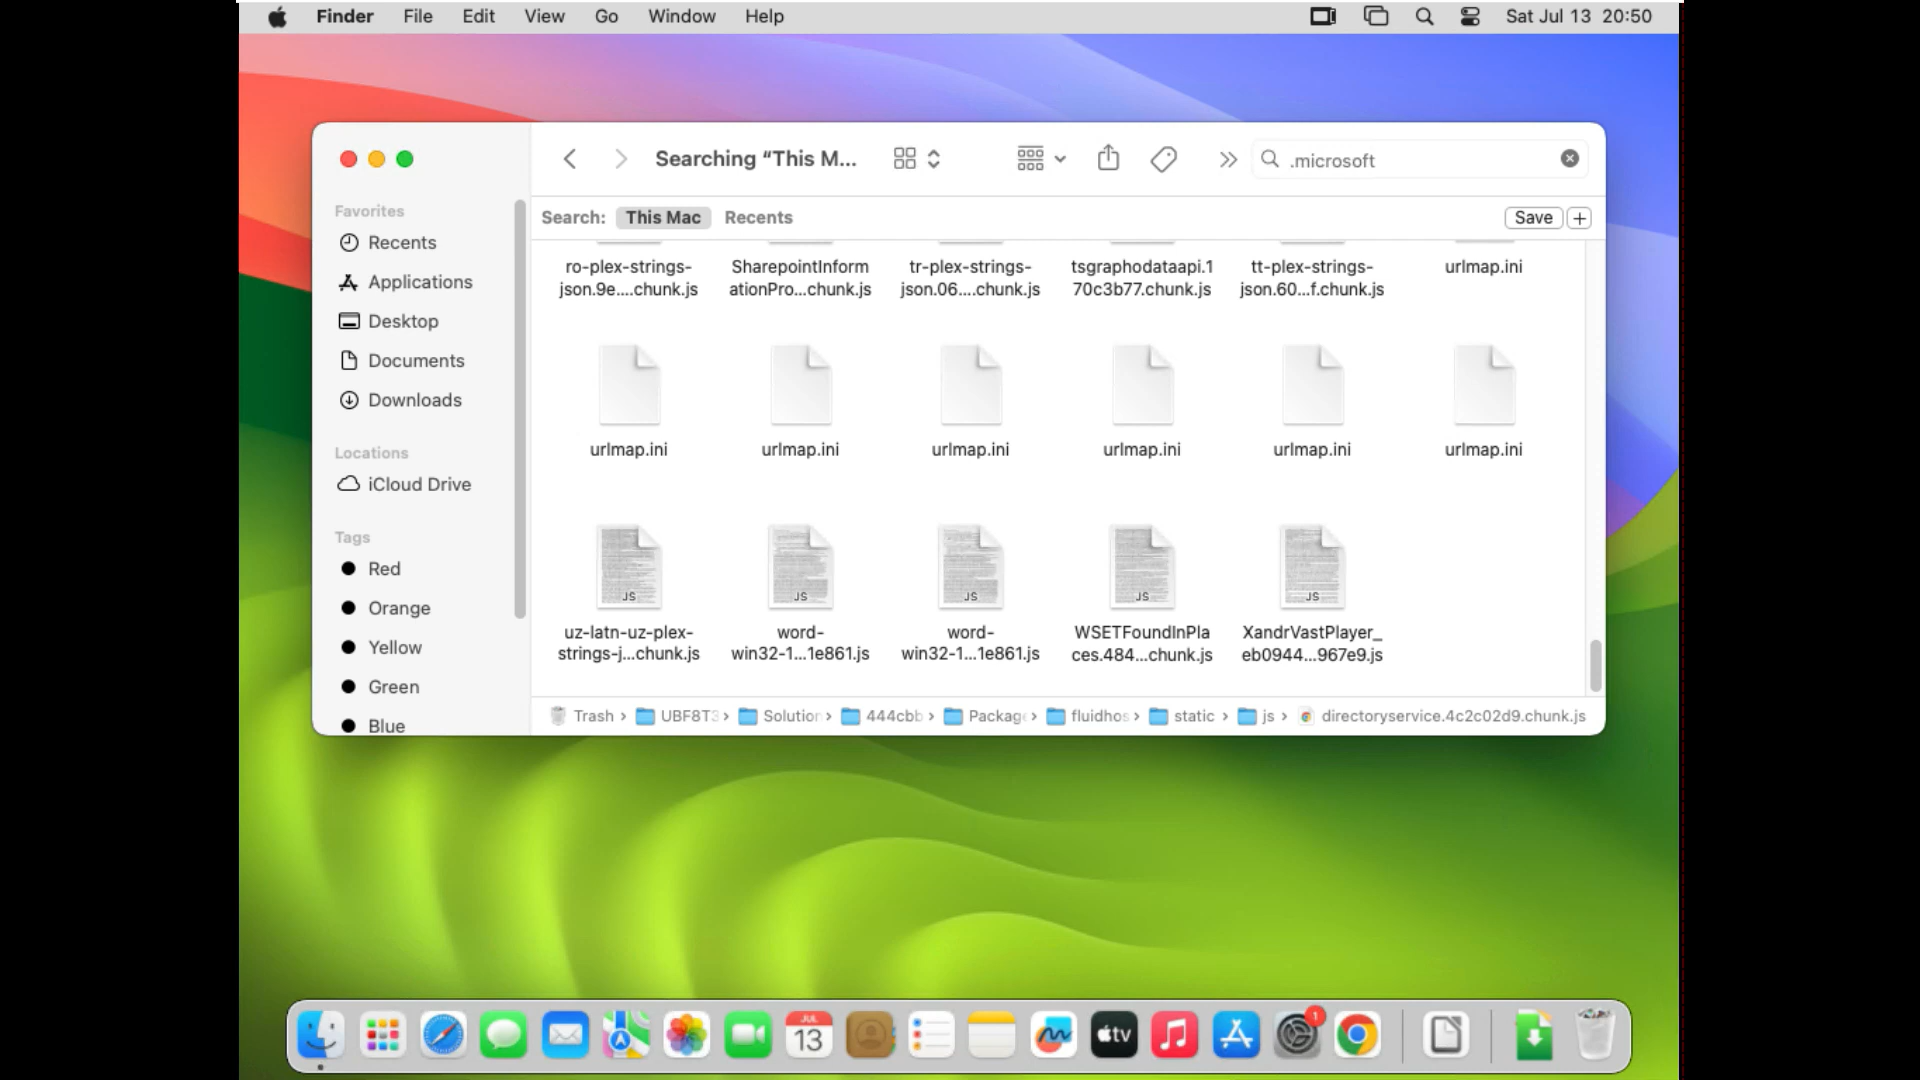 Finder File Edit View Go Window Help Sat Jul 13 20:50
Searching “This M... .microsoft
Search: This Mac Recents Save +
Favorites
Recents
Applications
Desktop
Documents
Downloads
Locations
iCloud Drive
Tags
Red
Orange
Yellow
Green
Blue
ro-plex-strings-
json.9e....chunk.js
SharepointInform
ationPro...chunk.js
tr-plex-strings-
json.06....chunk.js
tsgraphodataapi.1
70c3b77.chunk.js
tt-plex-strings-
json.60...f.chunk.js
urlmap.ini
urlmap.ini
urlmap.ini
urlmap.ini
urlmap.ini
urlmap.ini
urlmap.ini
JS
uz-latn-uz-plex-
strings-j...chunk.js
JS
word-
win32-1...1e861.js
JS
word-
win32-1...1e861.js
JS
WSETFoundInPla
ces.484...chunk.js
JS
XandrVastPlayer_
eb0944...967e9.js
Trash › UBF8T3 › Solution › 444cbb › Package › fluidhos › static › js › directoryservice.4c2c02d9.chunk.js
JUL
13
tv
1